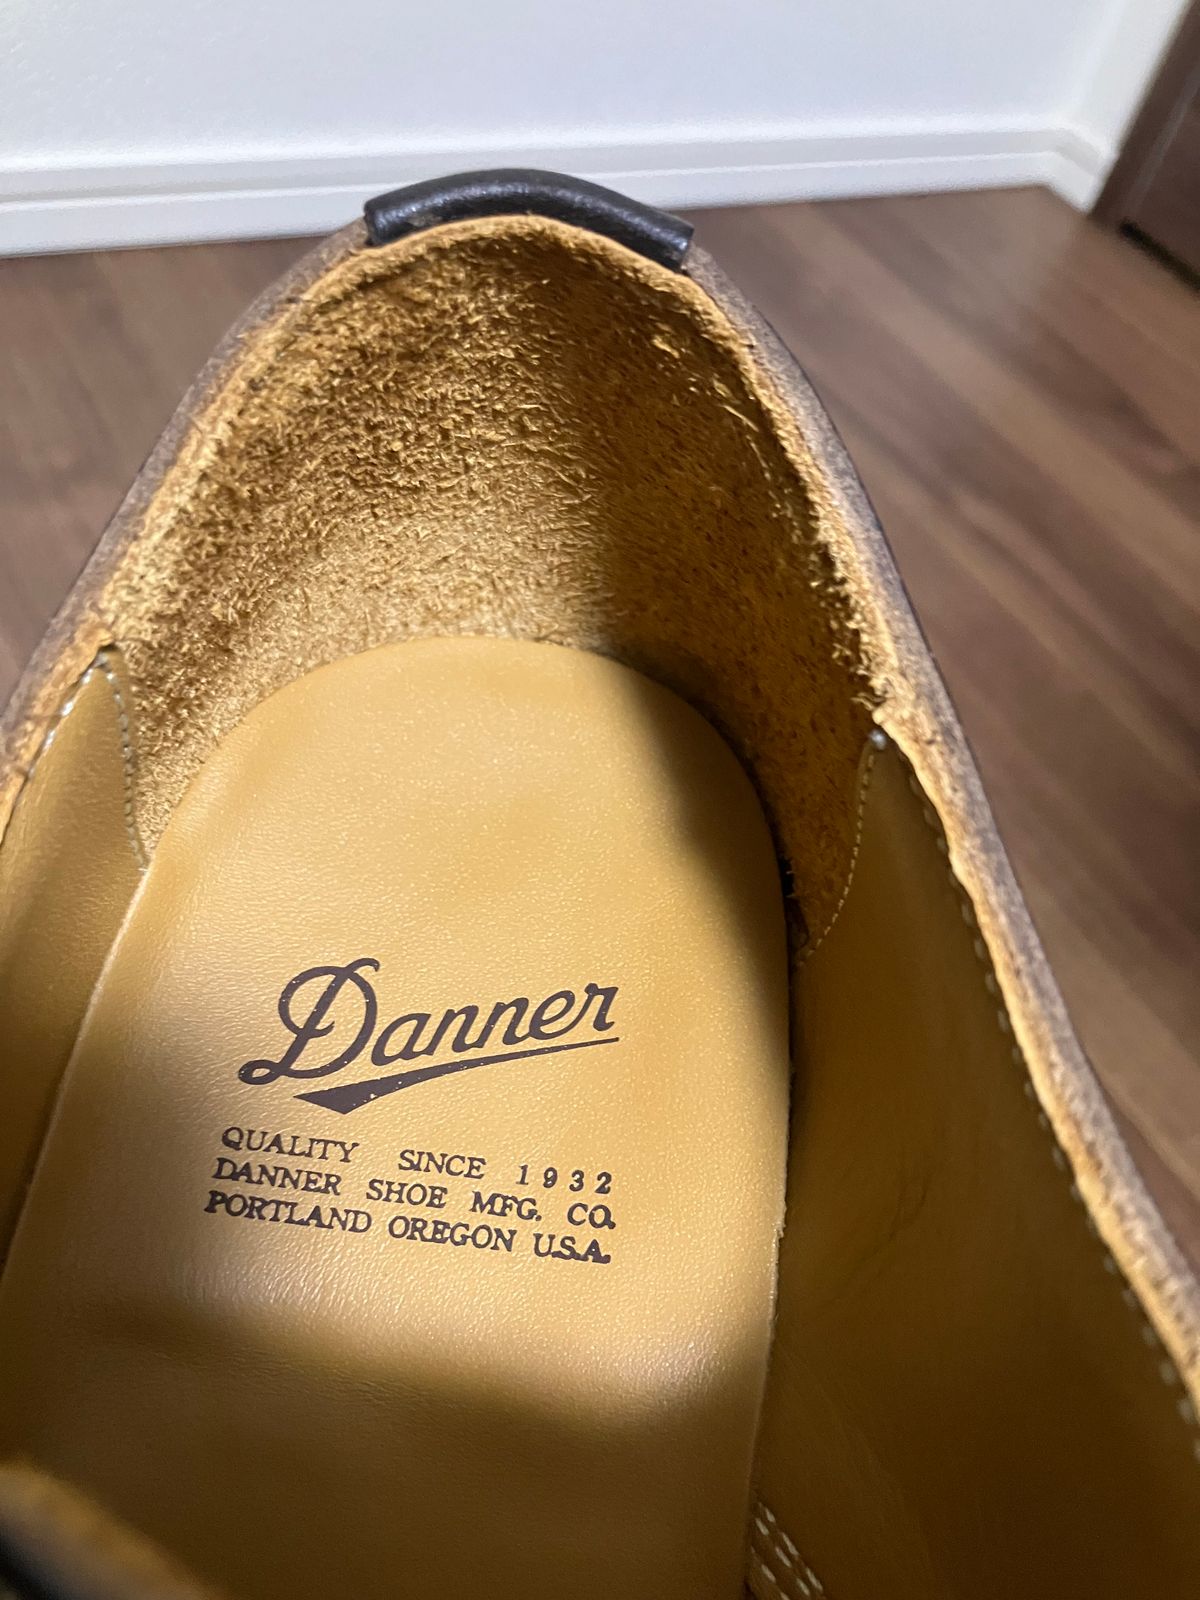 Danner
QUALITY SINCE 1932
DANNER SHOE MFG. CO.
PORTLAND OREGON U.S.A.